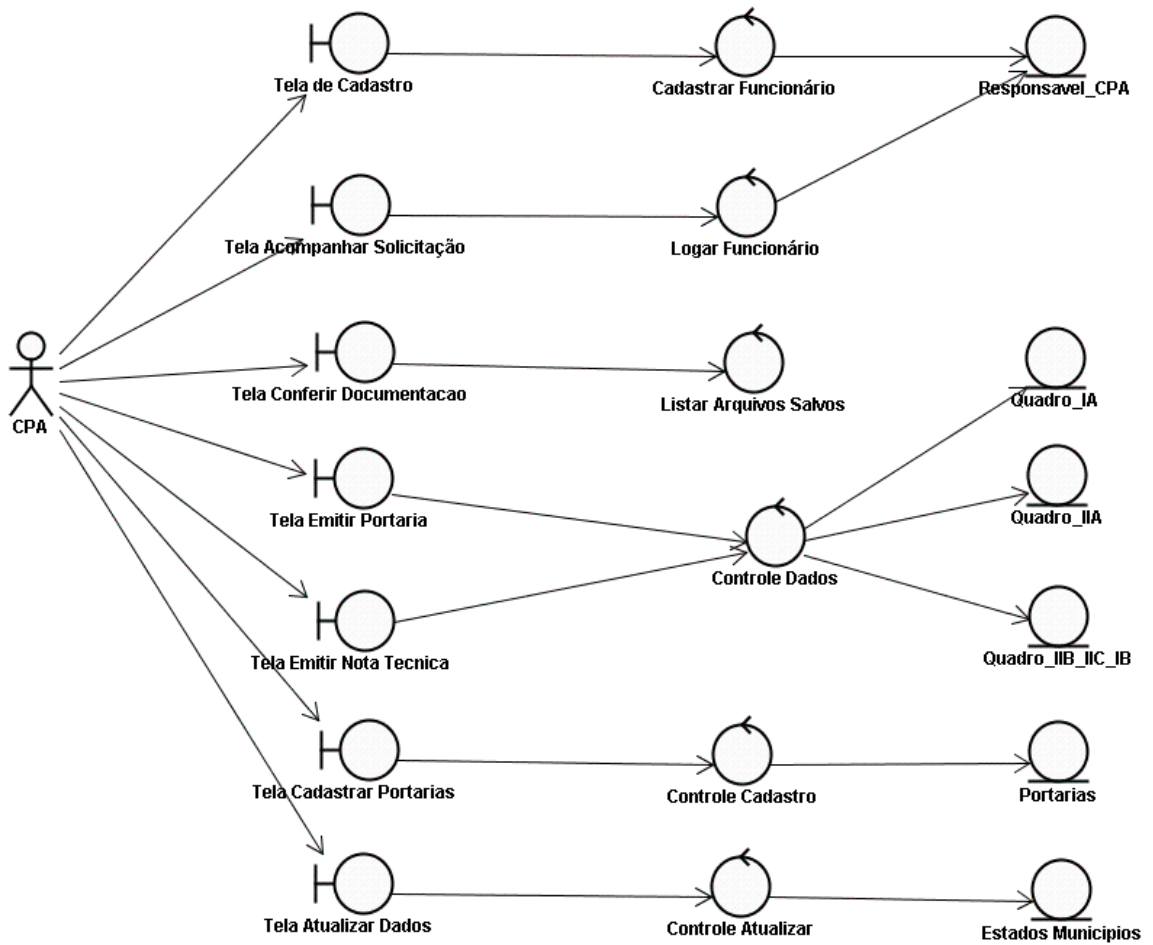 Tela de Cadastro
Cadastrar Funcionário
Responsavel_CPA
Tela Acompanhar Solicitação
Logar Funcionário
CPA
Tela Conferir Documentacao
Listar Arquivos Salvos
Quadro_IA
Tela Emitir Portaria
Quadro_IIA
Controle Dados
Tela Emitir Nota Tecnica
Quadro_IIB_IIC_IB
Tela Cadastrar Portarias
Controle Cadastro
Portarias
Tela Atualizar Dados
Controle Atualizar
Estados Municipios